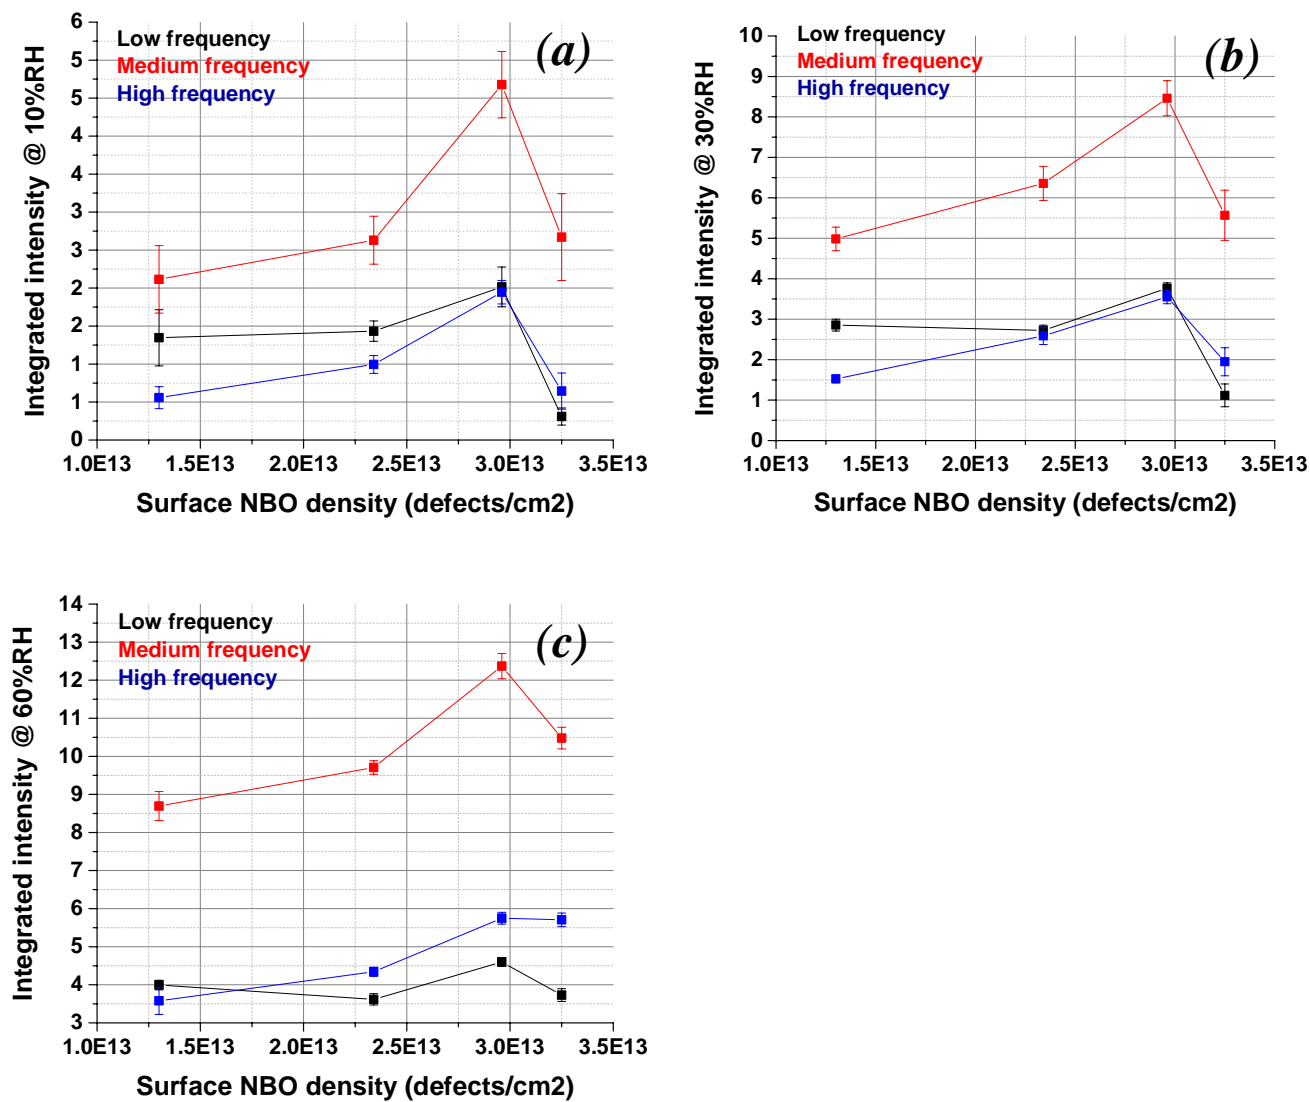 Integrated intensity @ 10%RH
6
5
5
4
4
3
3
2
2
1
1
0
Low frequency
Medium frequency
High frequency
(a)
1.0E13 1.5E13 2.0E13 2.5E13 3.0E13 3.5E13
Surface NBO density (defects/cm2)
Integrated intensity @ 30%RH
10
9
8
7
6
5
4
3
2
1
0
Low frequency
Medium frequency
High frequency
(b)
1.0E13 1.5E13 2.0E13 2.5E13 3.0E13 3.5E13
Surface NBO density (defects/cm2)
Integrated intensity @ 60%RH
14
13
12
11
10
9
8
7
6
5
4
3
Low frequency
Medium frequency
High frequency
(c)
1.0E13 1.5E13 2.0E13 2.5E13 3.0E13 3.5E13
Surface NBO density (defects/cm2)